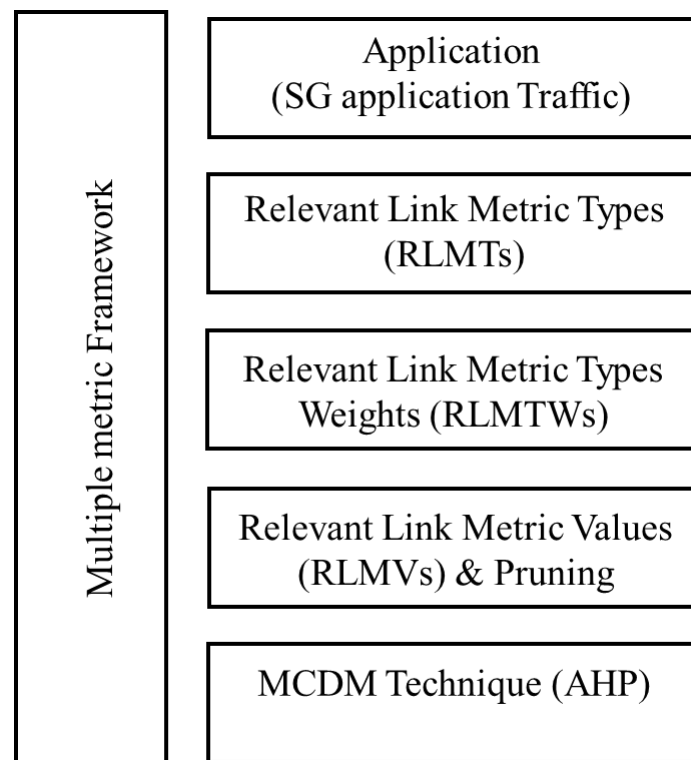 Multiple metric Framework
Application
(SG application Traffic)
Relevant Link Metric Types
(RLMTs)
Relevant Link Metric Types
Weights (RLMTWs)
Relevant Link Metric Values
(RLMVs) & Pruning
MCDM Technique (AHP)